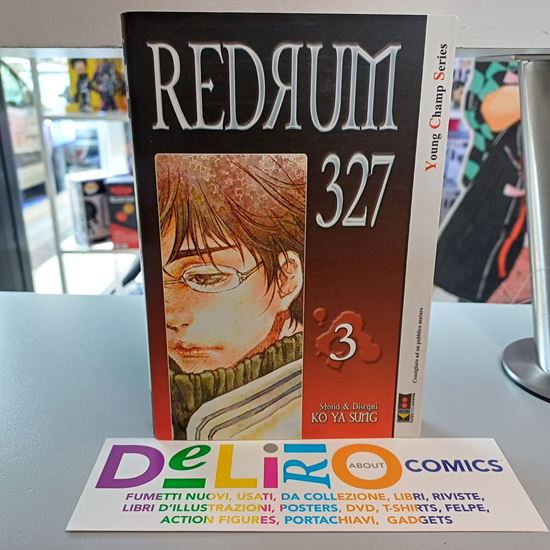 REDЯUM
327
3
Storia & Disegni
KO YA SUNG
Young Champ Series
Consigliato ad un pubblico maturo
DeLiRiO
ABOUT
COMICS
FUMETTI NUOVI, USATI, DA COLLEZIONE, LIBRI, RIVISTE,
LIBRI D'ILLUSTRAZIONI, POSTERS, DVD, T-SHIRTS, FELPE,
ACTION FIGURES, PORTACHIAVI, GADGETS